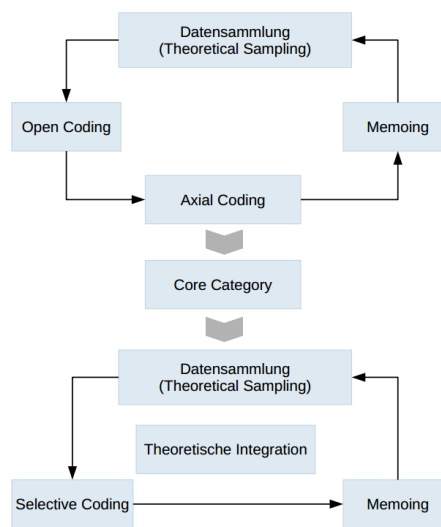 Datensammlung
(Theoretical Sampling)
Open Coding
Memoing
Axial Coding
Core Category
Datensammlung
(Theoretical Sampling)
Theoretische Integration
Selective Coding
Memoing